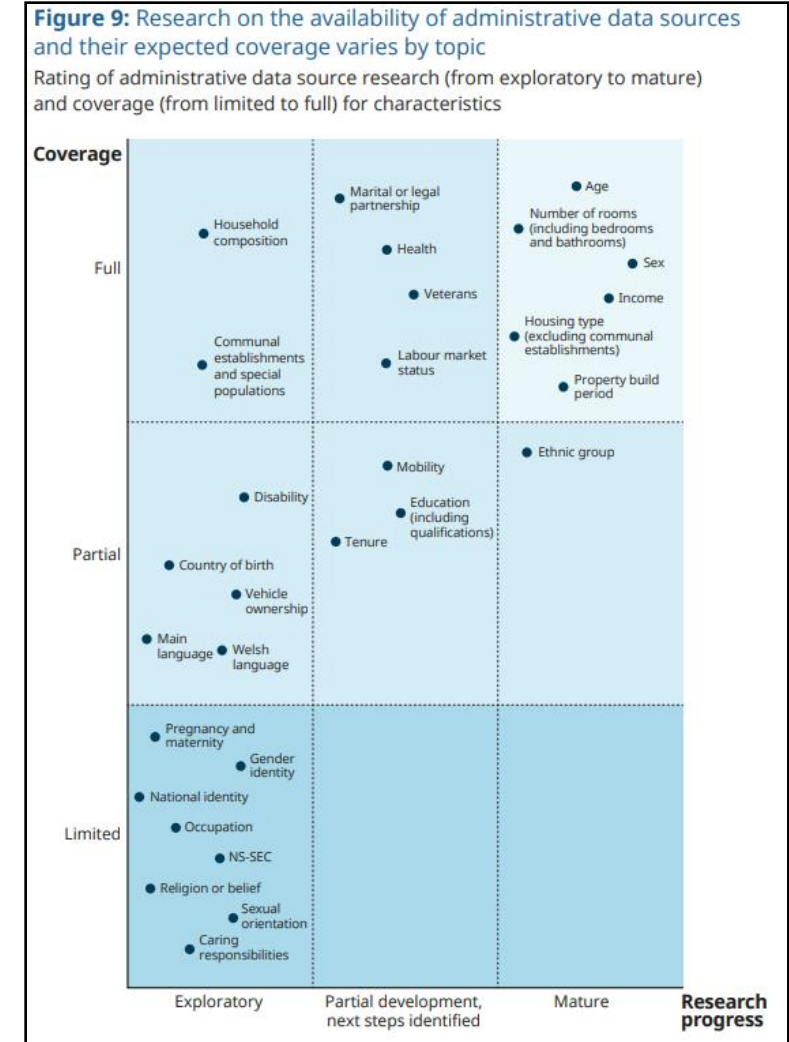 Figure 9: Research on the availability of administrative data sources
and their expected coverage varies by topic
Rating of administrative data source research (from exploratory to mature)
and coverage (from limited to full) for characteristics
Coverage
Full
Household
composition
Communal
establishments
and special
populations
Marital or legal
partnership
Health
Veterans
Labour market
status
Age
Number of rooms
(including bedrooms
and bathrooms)
Sex
Income
Housing type
(excluding communal
establishments)
Property build
period
Partial
Disability
Country of birth
Vehicle
ownership
Main
language
Welsh
language
Mobility
Education
(including
qualifications)
Tenure
Ethnic group
Limited
Pregnancy and
maternity
Gender
identity
National identity
Occupation
NS-SEC
Religion or belief
Sexual
orientation
Caring
responsibilities
Exploratory
Partial development,
next steps identified
Mature
Research
progress